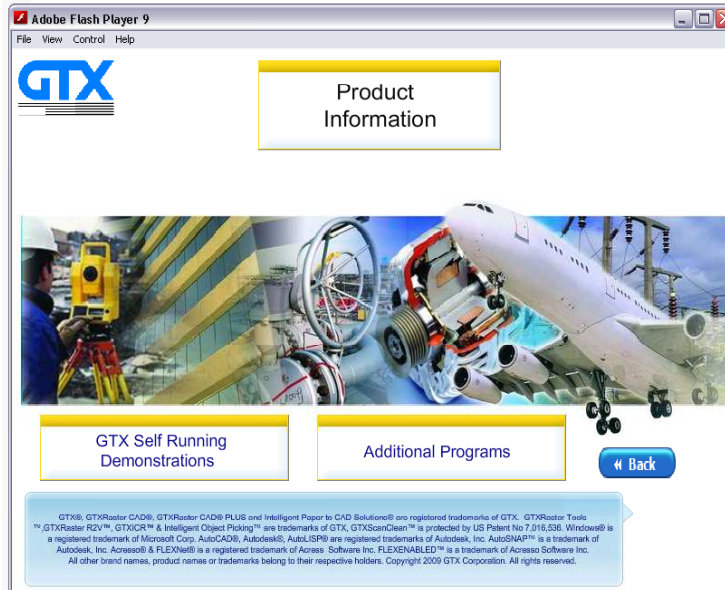 Adobe Flash Player 9
File View Control Help
GTX
Product
Information
GTX Self Running
Demonstrations
Additional Programs
Back
GTX®, GTXRaster CAD®, GTXRaster CAD® PLUS and Intelligent Paper to CAD Solutions® are registered trademarks of GTX. GTXRaster Tools
™,GTXRaster R2V™, GTXICR™ & Intelligent Object Picking™ are trademarks of GTX, GTXScanClean™ is protected by US Patent No 7,016,536. Windows® is
a registered trademark of Microsoft Corp. AutoCAD®, Autodesk®, AutoLISP® are registered trademarks of Autodesk, Inc. AutoSNAP™ is a trademark of
Autodesk, Inc. Acresso® & FLEXNet® is a registered trademark of Acress Software Inc. FLEXENABLED™ is a trademark of Acresso Software Inc.
All other brand names, product names or trademarks belong to their respective holders. Copyright 2009 GTX Corporation. All rights reserved.